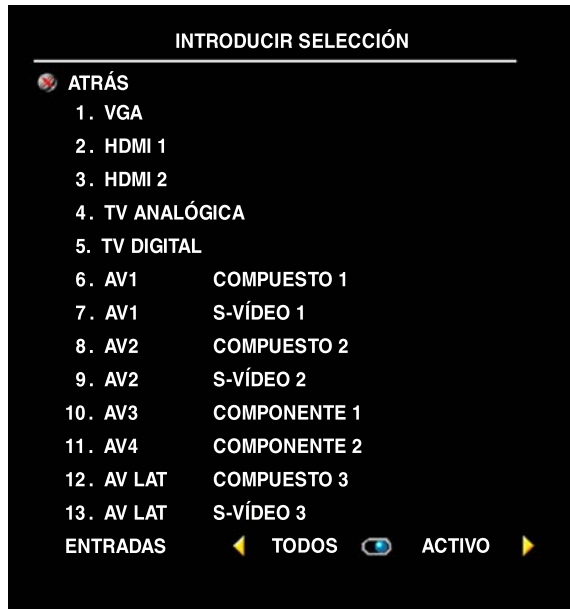 INTRODUCIR SELECCIÓN
ATRÁS
1. VGA
2. HDMI 1
3. HDMI 2
4. TV ANALÓGICA
5. TV DIGITAL
6. AV1 COMPUESTO 1
7. AV1 S-VÍDEO 1
8. AV2 COMPUESTO 2
9. AV2 S-VÍDEO 2
10. AV3 COMPONENTE 1
11. AV4 COMPONENTE 2
12. AV LAT COMPUESTO 3
13. AV LAT S-VÍDEO 3
ENTRADAS TODOS ACTIVO